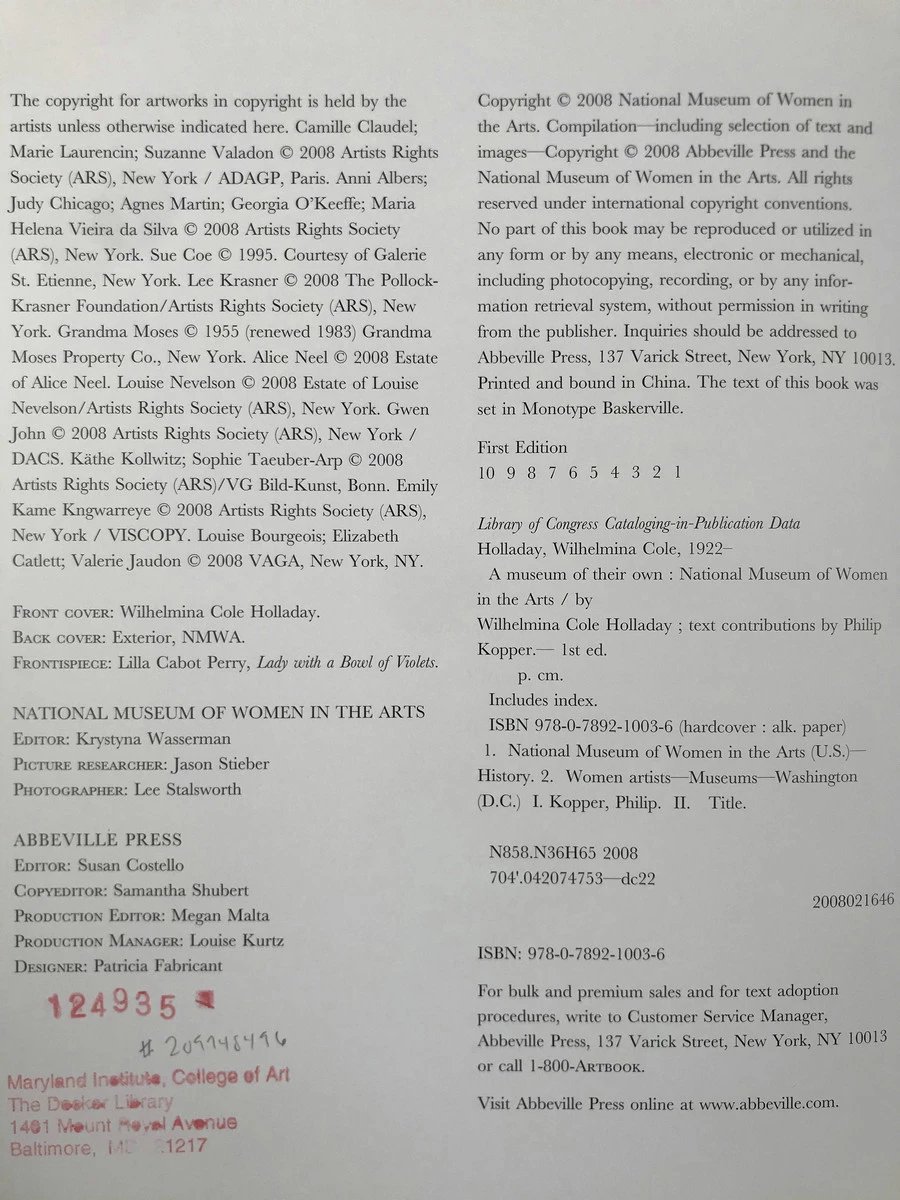 The copyright for artworks in copyright is held by the
artists unless otherwise indicated here. Camille Claudel;
Marie Laurencin; Suzanne Valadon © 2008 Artists Rights
Society (ARS), New York / ADAGP, Paris. Anni Albers;
Judy Chicago; Agnes Martin; Georgia O'Keeffe; Maria
Helena Vieira da Silva © 2008 Artists Rights Society
(ARS), New York. Sue Coe © 1995. Courtesy of Galerie
St. Etienne, New York. Lee Krasner © 2008 The Pollock-
Krasner Foundation/Artists Rights Society (ARS), New
York. Grandma Moses © 1955 (renewed 1983) Grandma
Moses Property Co., New York. Alice Neel © 2008 Estate
of Alice Neel. Louise Nevelson © 2008 Estate of Louise
Nevelson/Artists Rights Society (ARS), New York. Gwen
John © 2008 Artists Rights Society (ARS), New York /
DACS. Käthe Kollwitz; Sophie Taeuber-Arp © 2008
Artists Rights Society (ARS)/VG Bild-Kunst, Bonn. Emily
Kame Kngwarreye © 2008 Artists Rights Society (ARS),
New York / VISCOPY. Louise Bourgeois; Elizabeth
Catlett; Valerie Jaudon © 2008 VAGA, New York, NY.
Front cover: Wilhelmina Cole Holladay.
Back cover: Exterior, NMWA.
Frontispiece: Lilla Cabot Perry, Lady with a Bowl of Violets.
NATIONAL MUSEUM OF WOMEN IN THE ARTS
Editor: Krystyna Wasserman
Picture researcher: Jason Stieber
Photographer: Lee Stalsworth
ABBEVILLE PRESS
Editor: Susan Costello
Copyeditor: Samantha Shubert
Production Editor: Megan Malta
Production Manager: Louise Kurtz
Designer: Patricia Fabricant
124935
# 209748496
Maryland Institute, College of Art
The Decker Library
1401 Mount Royal Avenue
Baltimore, 21217
Copyright © 2008 National Museum of Women in
the Arts. Compilation—including selection of text and
images—Copyright © 2008 Abbeville Press and the
National Museum of Women in the Arts. All rights
reserved under international copyright conventions.
No part of this book may be reproduced or utilized in
any form or by any means, electronic or mechanical,
including photocopying, recording, or by any infor-
mation retrieval system, without permission in writing
from the publisher. Inquiries should be addressed to
Abbeville Press, 137 Varick Street, New York, NY 10013.
Printed and bound in China. The text of this book was
set in Monotype Baskerville.
First Edition
10 9 8 7 6 5 4 3 2 1
Library of Congress Cataloging-in-Publication Data
Holladay, Wilhelmina Cole, 1922–
A museum of their own : National Museum of Women
in the Arts / by
Wilhelmina Cole Holladay ; text contributions by Philip
Kopper.— 1st ed.
p. cm.
Includes index.
ISBN 978-0-7892-1003-6 (hardcover : alk. paper)
1. National Museum of Women in the Arts (U.S.)—
History. 2. Women artists—Museums—Washington
(D.C.) I. Kopper, Philip. II. Title.
N858.N36H65 2008
704'.042074753—dc22
2008021646
ISBN: 978-0-7892-1003-6
For bulk and premium sales and for text adoption
procedures, write to Customer Service Manager,
Abbeville Press, 137 Varick Street, New York, NY 10013
or call 1-800-Artbook.
Visit Abbeville Press online at www.abbeville.com.